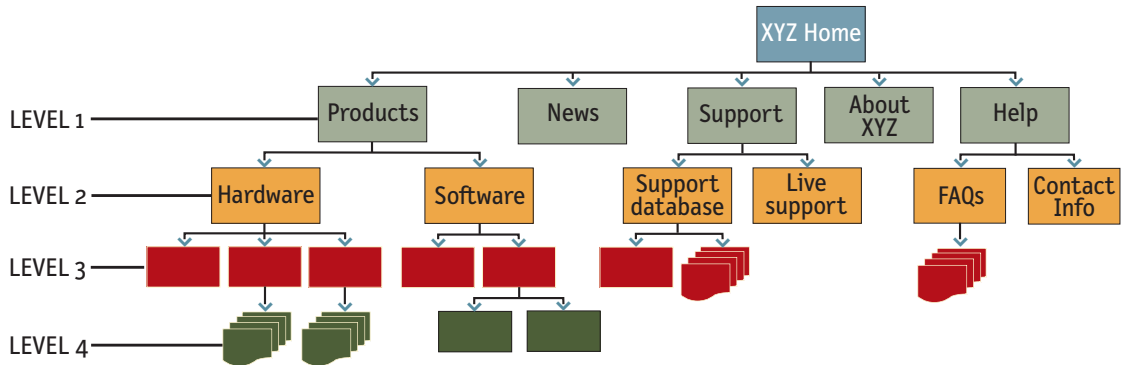 XYZ Home
LEVEL 1
Products
News
Support
About
XYZ
Help
LEVEL 2
Hardware
Software
Support
database
Live
support
FAQs
Contact
Info
LEVEL 3
LEVEL 4